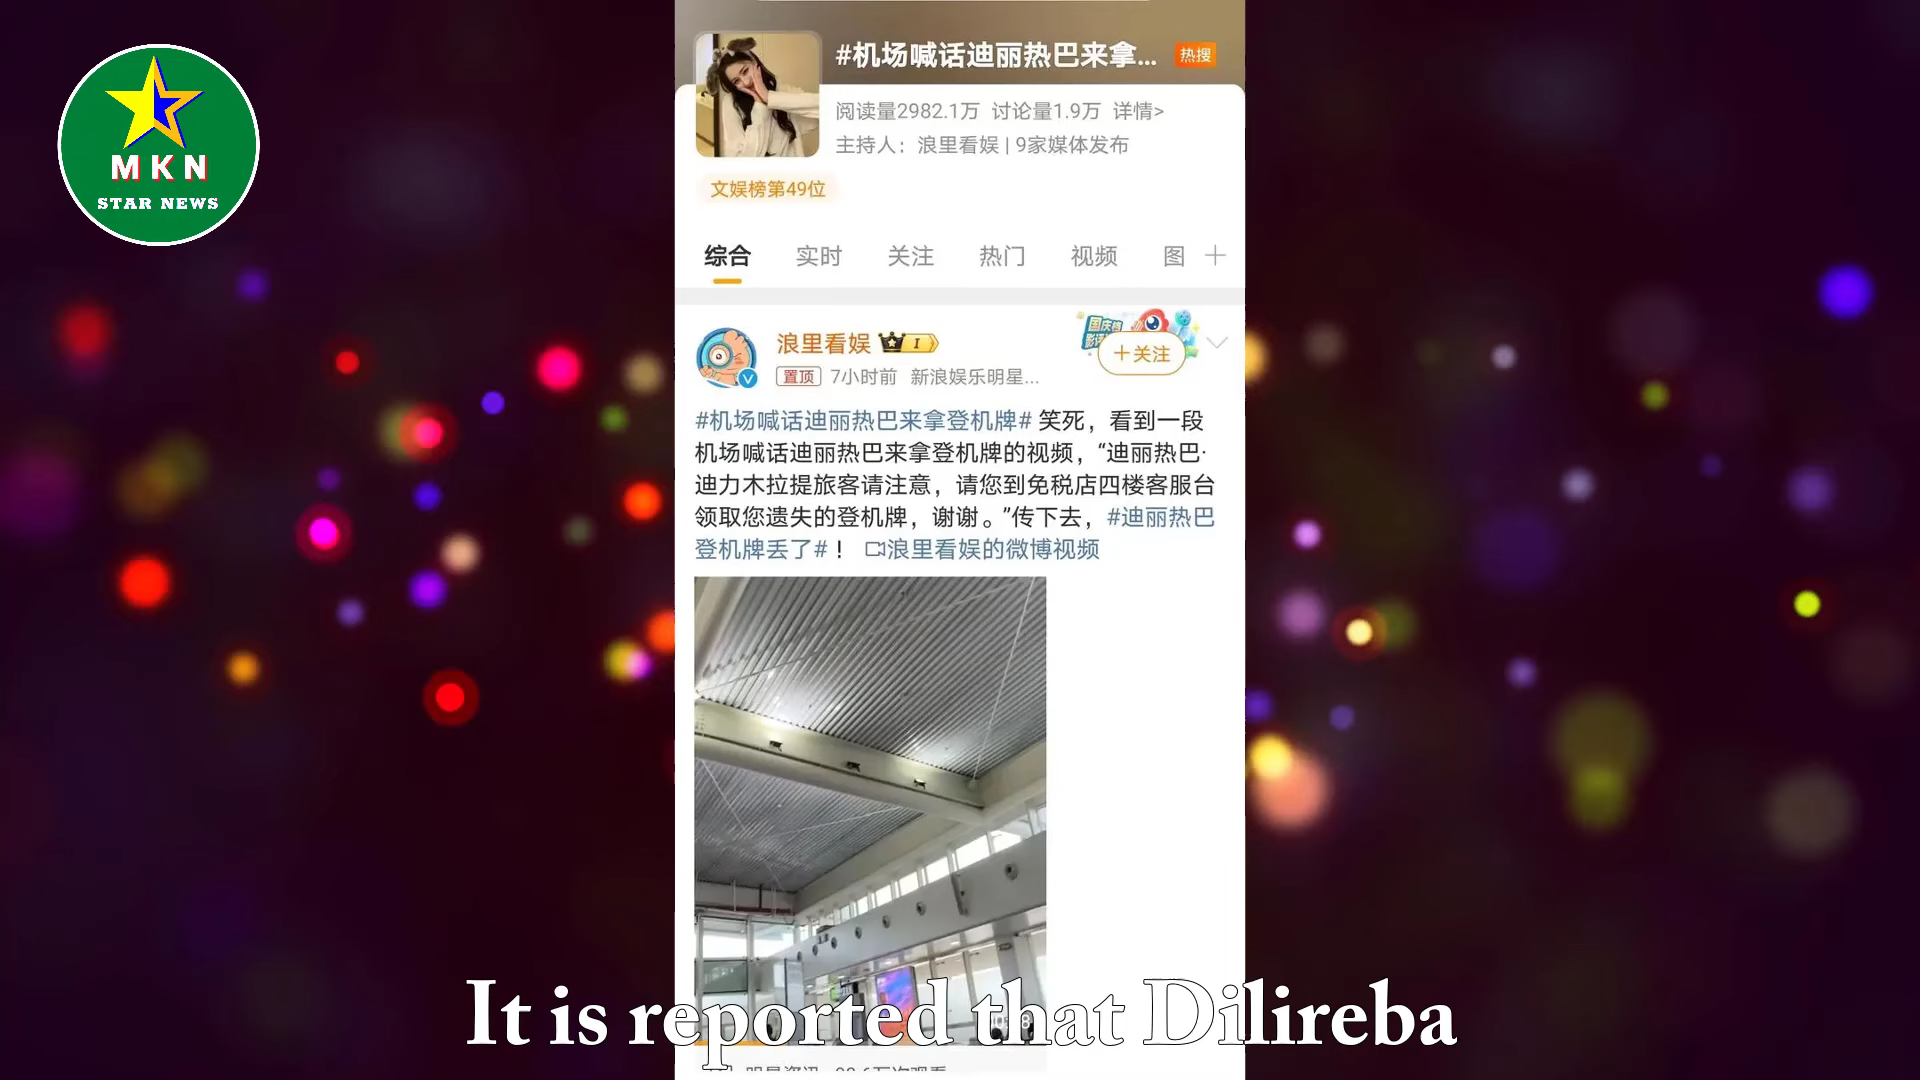 MKN
STAR NEWS
#机场喊话迪丽热巴来拿... 热搜
阅读量2982.1万 讨论量1.9万 详情>
主持人：浪里看娱 | 9家媒体发布
文娱榜第49位
综合 实时 关注 热门 视频 图
国庆档
浪里看娱 I
+关注
置顶 7小时前 新浪娱乐明星...
#机场喊话迪丽热巴来拿登机牌# 笑死，看到一段
机场喊话迪丽热巴来拿登机牌的视频，“迪丽热巴·
迪力木拉提旅客请注意，请您到免税店四楼客服台
领取您遗失的登机牌，谢谢。”传下去，#迪丽热巴
登机牌丢了#！ 浪里看娱的微博视频
It is reported that Dilireba